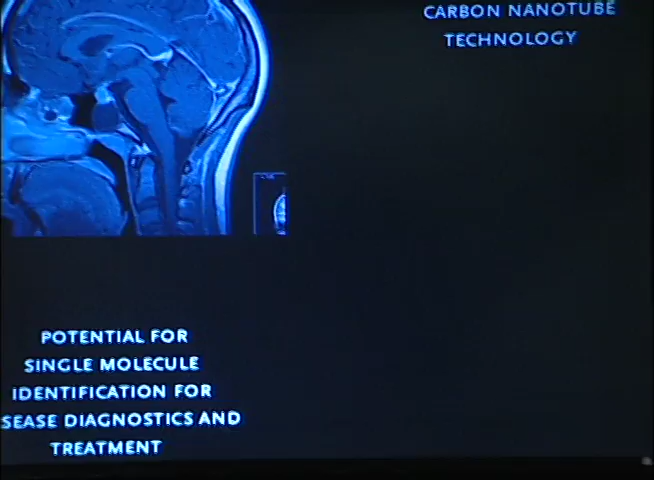 CARBON NANOTUBE
TECHNOLOGY
POTENTIAL FOR
SINGLE MOLECULE
IDENTIFICATION FOR
SEASE DIAGNOSTICS AND
TREATMENT